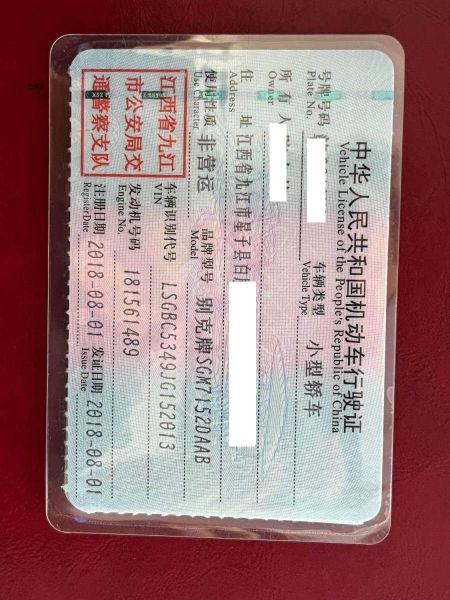 中华人民共和国机动车行驶证
Vehicle License of the People's Republic of China
号牌号码
Plate No.
车辆类型 小型轿车
Vehicle Type
所有人
Owner
住址 江西省九江市星子县白
Address
使用性质 非营运 品牌型号 别克牌SGM7152DAAB
Use Character Model
江西省九江
市公安局交
通警察支队
车辆识别代号 LSGBC5349JG152013
VIN
发动机号码 181561489
Engine No.
注册日期 2018-08-01 发证日期 2018-08-01
Register Date Issue Date